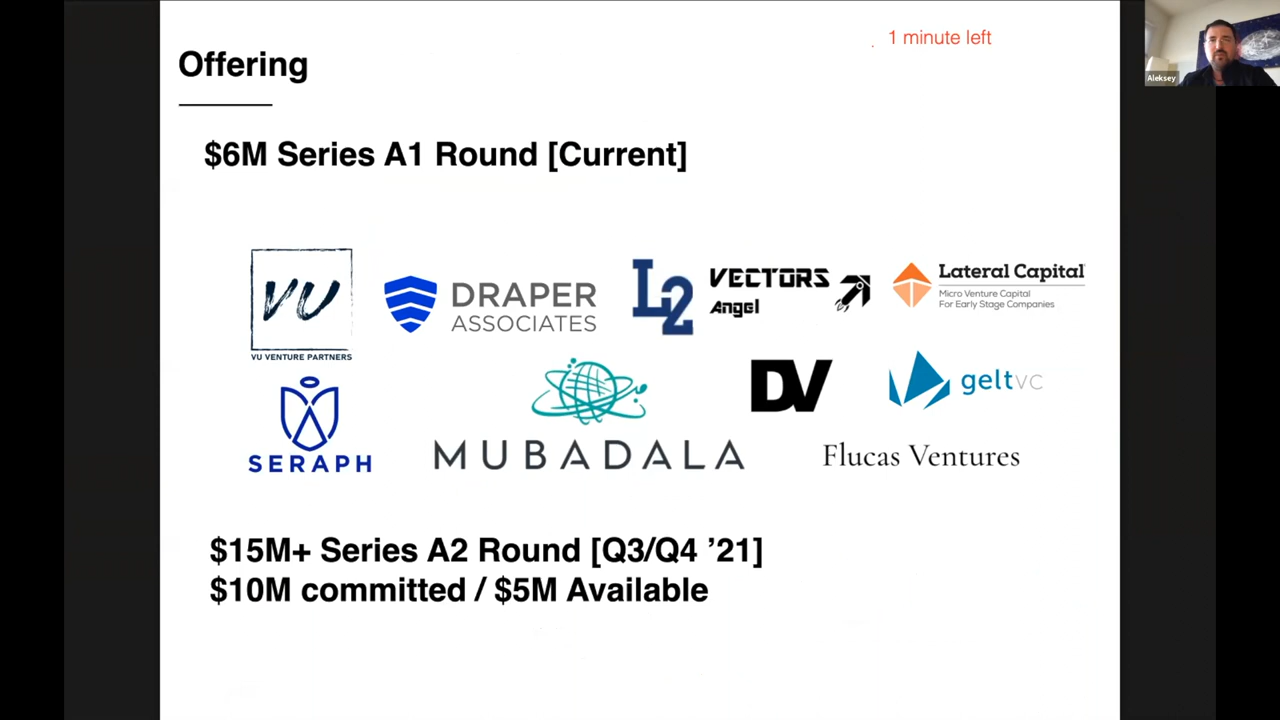 1 minute left
Aleksey
Offering
$6M Series A1 Round [Current]
VU
VU VENTURE PARTNERS
DRAPER
ASSOCIATES
L2
VECTORS
Angel
Lateral Capital
Micro Venture Capital
For Early Stage Companies
SERAPH
MUBADALA
DV
geltvc
Flucas Ventures
$15M+ Series A2 Round [Q3/Q4 ’21]
$10M committed / $5M Available